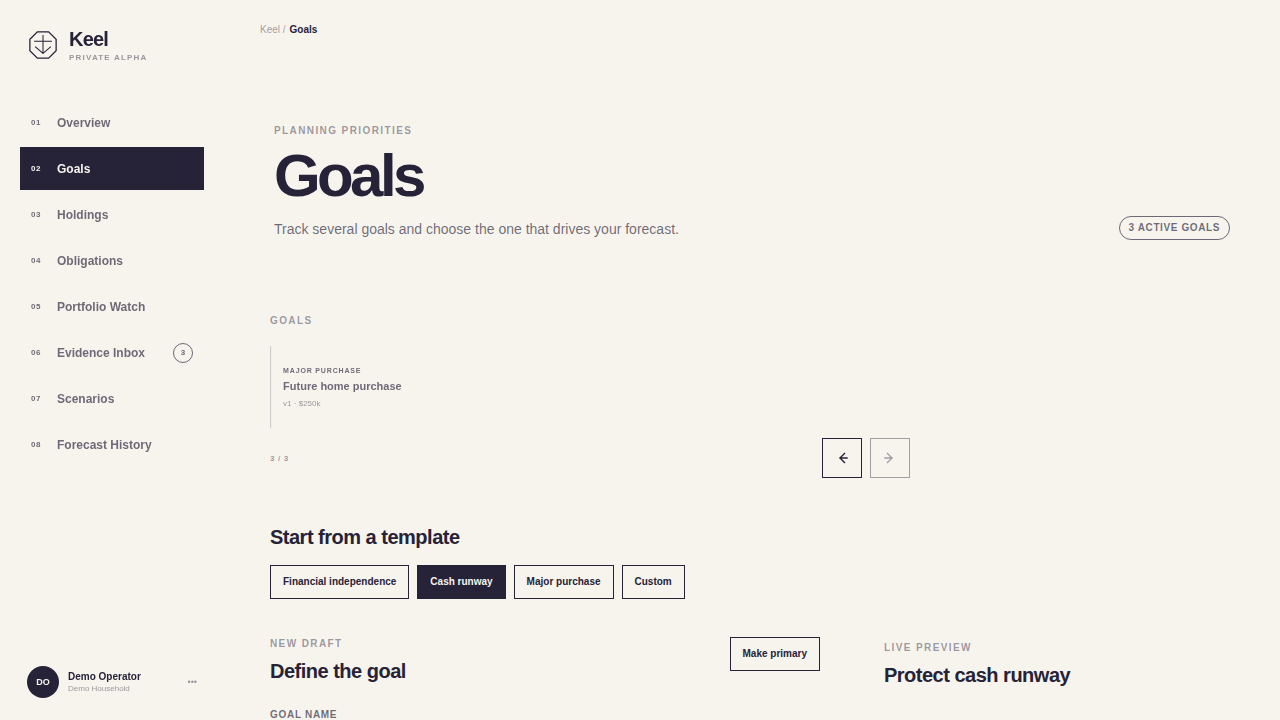 Keel
PRIVATE ALPHA
01 Overview
02 Goals
03 Holdings
04 Obligations
05 Portfolio Watch
06 Evidence Inbox 3
07 Scenarios
08 Forecast History
DO
Demo Operator
Demo Household
Keel / Goals
PLANNING PRIORITIES
Goals
Track several goals and choose the one that drives your forecast.
3 ACTIVE GOALS
GOALS
MAJOR PURCHASE
Future home purchase
v1 · $250k
3 / 3
Start from a template
Financial independence Cash runway Major purchase Custom
NEW DRAFT
Define the goal
Make primary
GOAL NAME
LIVE PREVIEW
Protect cash runway